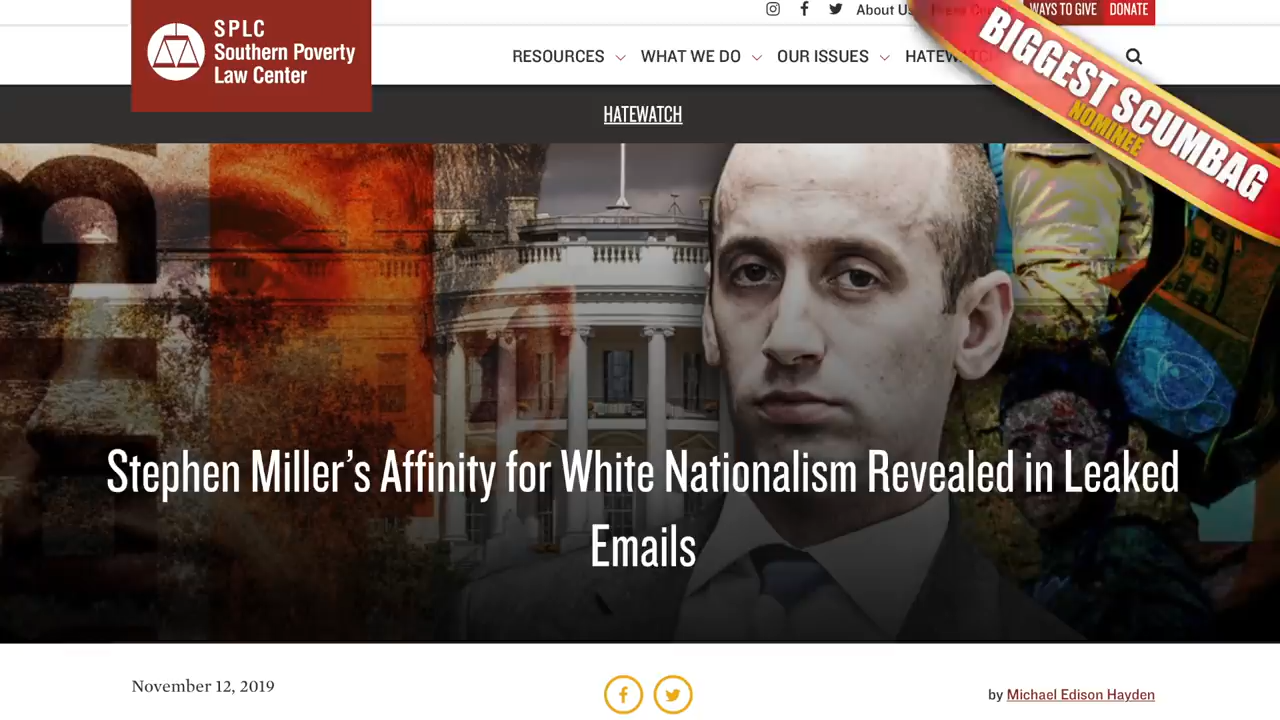 SPLC
Southern Poverty
Law Center
About Us
WAYS TO GIVE
DONATE
RESOURCES
WHAT WE DO
OUR ISSUES
HATEWATCH
BIGGEST SCUMBAG
NOMINEE
HATEWATCH
Stephen Miller’s Affinity for White Nationalism Revealed in Leaked
Emails
November 12, 2019
by Michael Edison Hayden